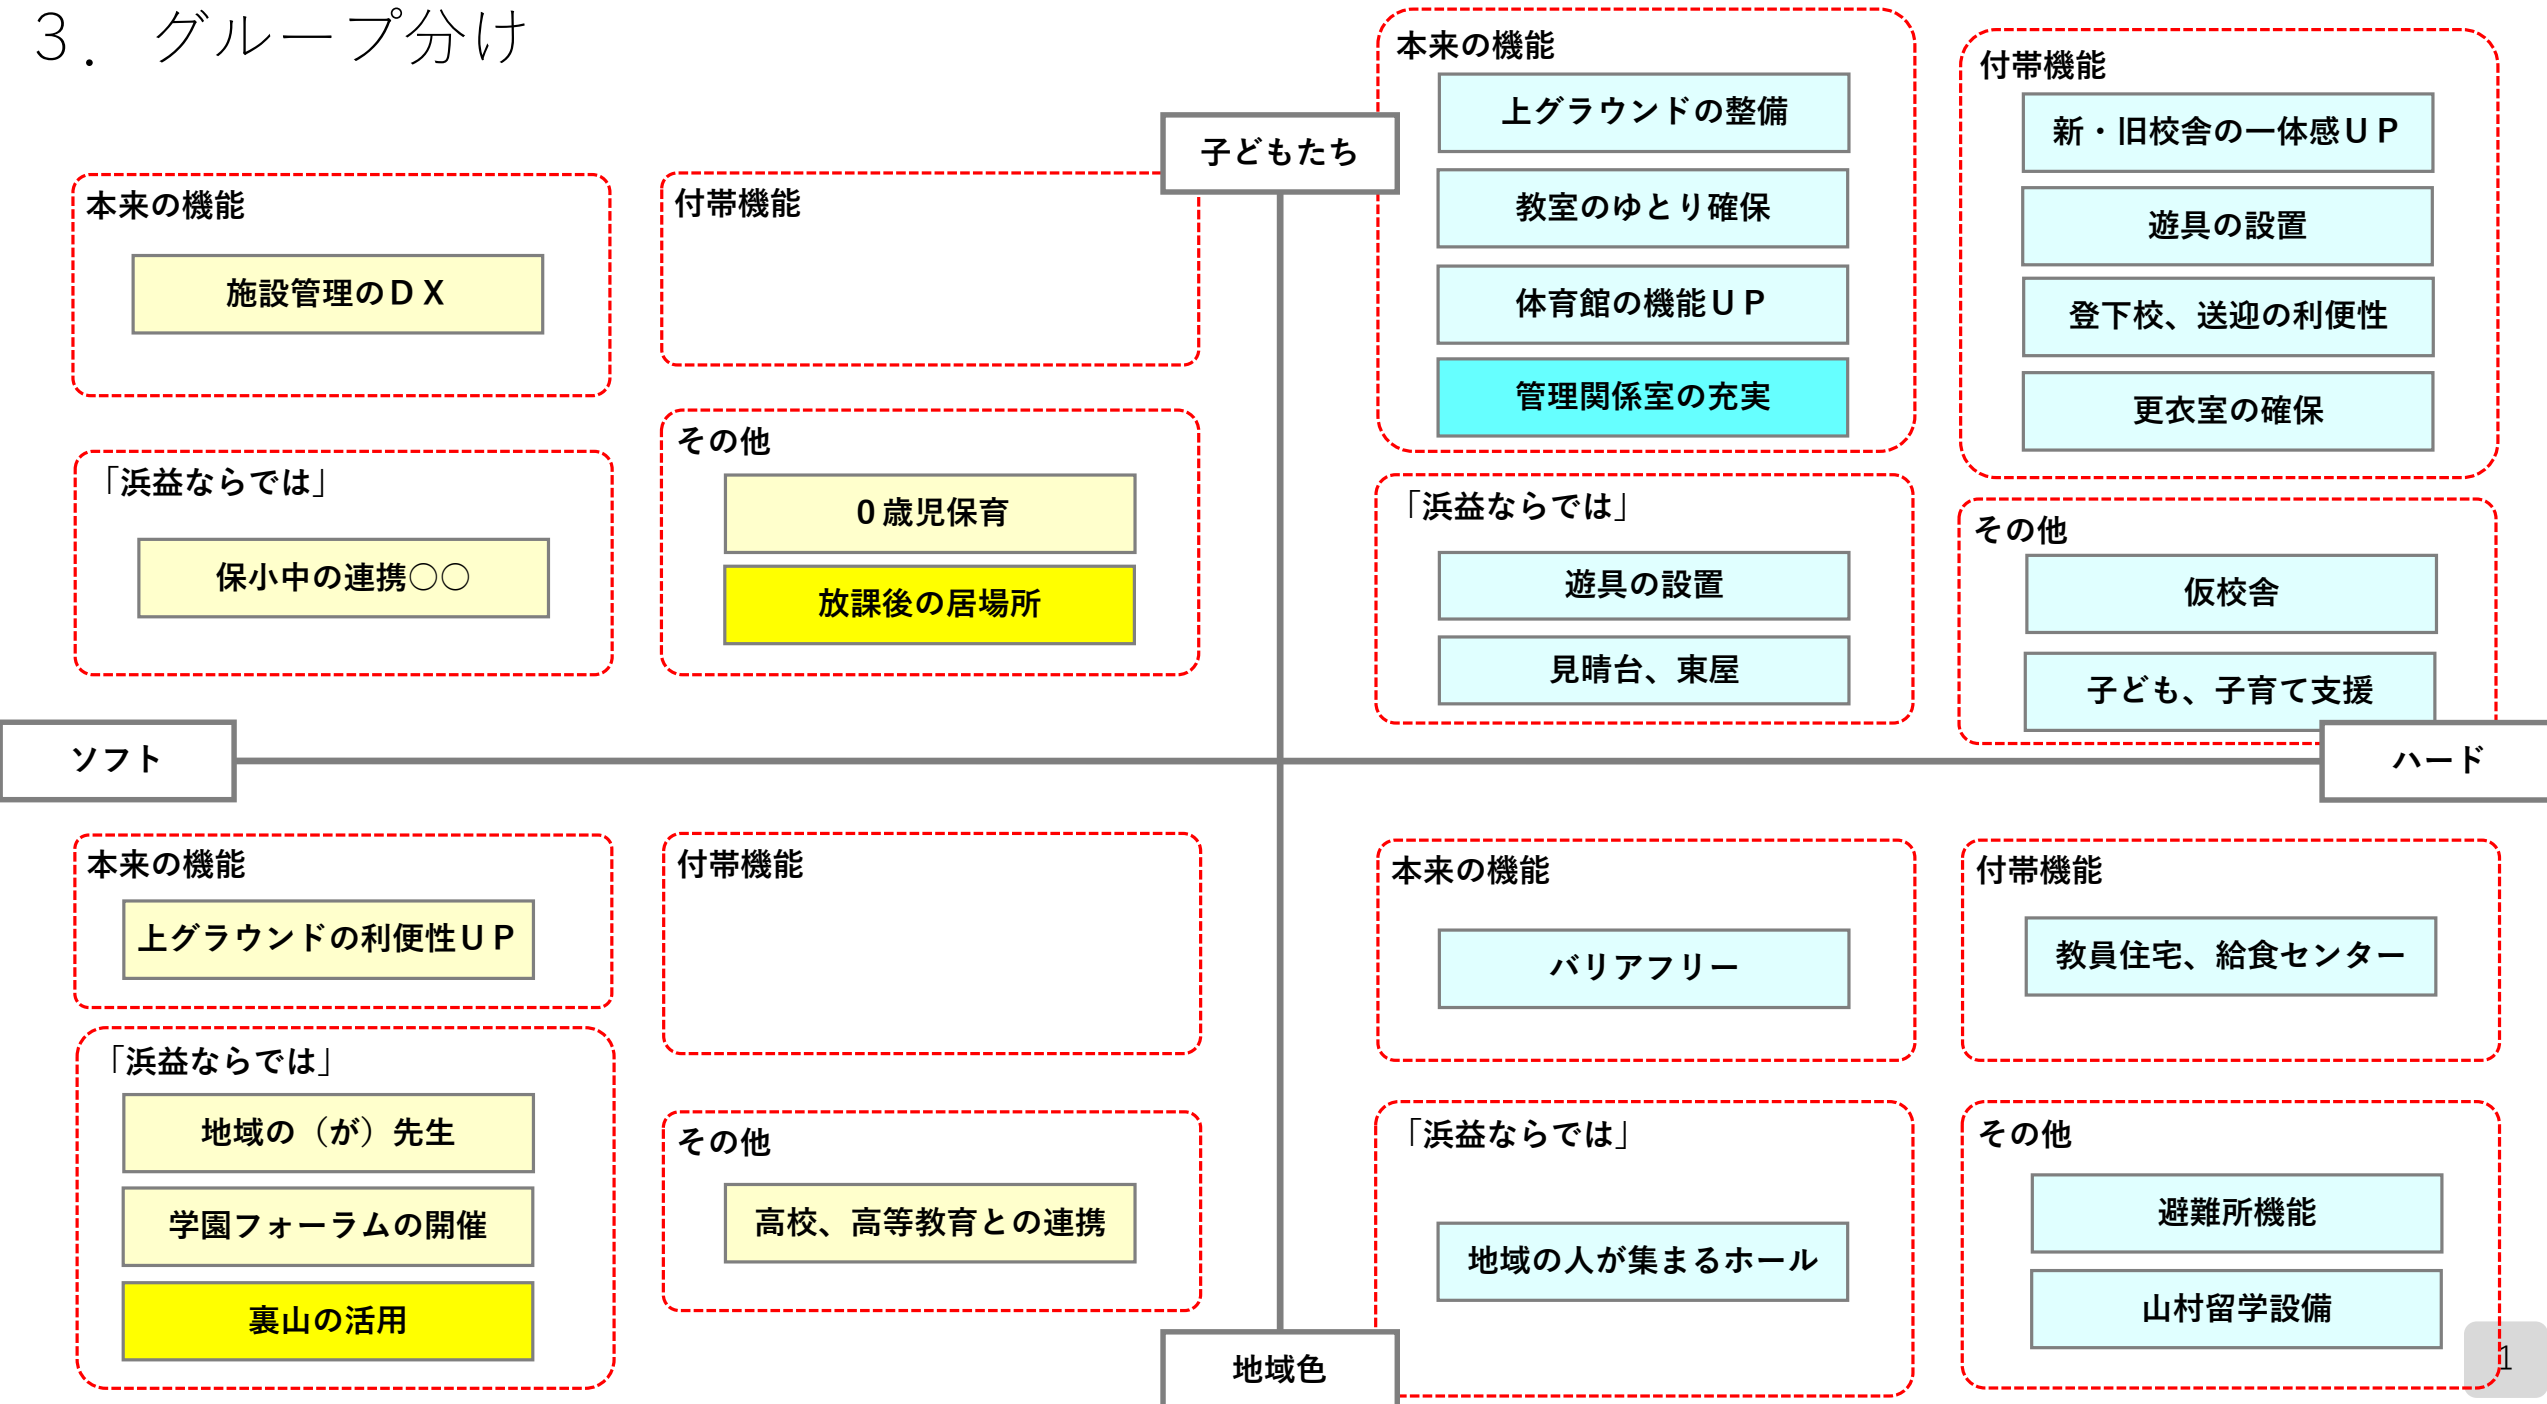 ３．グループ分け
子どもたち
本来の機能
施設管理のＤＸ
付帯機能
「浜益ならでは」
保小中の連携○○
その他
０歳児保育
放課後の居場所
本来の機能
上グラウンドの整備
教室のゆとり確保
体育館の機能ＵＰ
管理関係室の充実
付帯機能
新・旧校舎の一体感ＵＰ
遊具の設置
登下校、送迎の利便性
更衣室の確保
「浜益ならでは」
遊具の設置
見晴台、東屋
その他
仮校舎
子ども、子育て支援
ソフト
ハード
本来の機能
上グラウンドの利便性ＵＰ
付帯機能
「浜益ならでは」
地域の（が）先生
学園フォーラムの開催
裏山の活用
その他
高校、高等教育との連携
本来の機能
バリアフリー
付帯機能
教員住宅、給食センター
「浜益ならでは」
地域の人が集まるホール
その他
避難所機能
山村留学設備
地域色
1